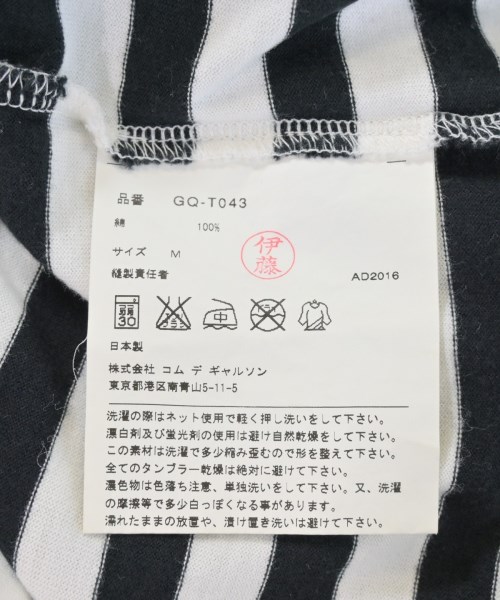 品番 GQ-T043
綿 100%
サイズ M
伊藤
縫製責任者 AD2016
30
日本製
株式会社 コム デ ギャルソン
東京都港区南青山5-11-5
洗濯の際はネット使用で軽く押し洗いをして下さい。
漂白剤及び蛍光剤の使用は避け自然乾燥をして下さい。
この素材は洗濯で多少縮み歪むので形を整えて下さい。
全てのタンブラー乾燥は絶対に避けて下さい。
濃色物は色落ち注意、単独洗いをして下さい。又、洗濯
の摩擦等で多少白っぽくなる場合があります。
濡れたままの放置や、漬け置き洗いは避けて下さい。